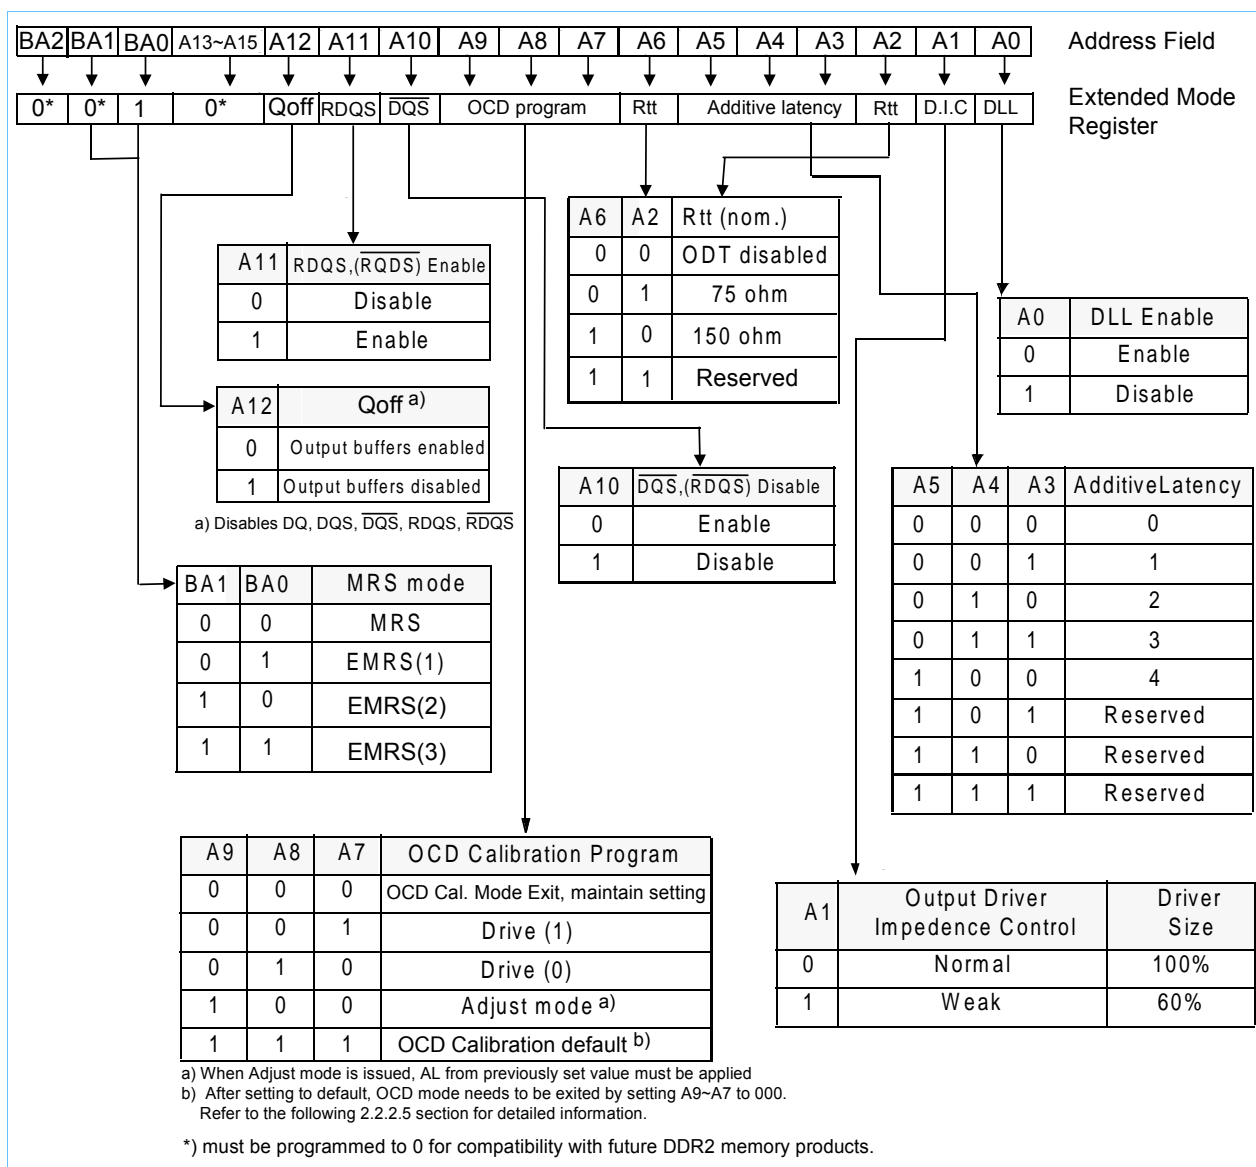 BA2 BA1 BA0 A13~A15 A12 A11 A10 A9 A8 A7 A6 A5 A4 A3 A2 A1 A0 Address Field
0* 0* 1 0* Qoff RDQS DQS OCD program Rtt Additive latency Rtt D.I.C DLL Extended Mode
Register
A6 A2 Rtt (nom.)
0 0 ODT disabled
0 1 75 ohm
1 0 150 ohm
1 1 Reserved
A11 RDQS,(RQDS) Enable
0 Disable
1 Enable
A0 DLL Enable
0 Enable
1 Disable
A12 Qoff a)
0 Output buffers enabled
1 Output buffers disabled
a) Disables DQ, DQS, DQS, RDQS, RDQS
A10 DQS,(RDQS) Disable
0 Enable
1 Disable
A5 A4 A3 AdditiveLatency
0 0 0 0
0 0 1 1
0 1 0 2
0 1 1 3
1 0 0 4
1 0 1 Reserved
1 1 0 Reserved
1 1 1 Reserved
BA1 BA0 MRS mode
0 0 MRS
0 1 EMRS(1)
1 0 EMRS(2)
1 1 EMRS(3)
A9 A8 A7 OCD Calibration Program
0 0 0 OCD Cal. Mode Exit, maintain setting
0 0 1 Drive (1)
0 1 0 Drive (0)
1 0 0 Adjust mode a)
1 1 1 OCD Calibration default b)
a) When Adjust mode is issued, AL from previously set value must be applied
b) After setting to default, OCD mode needs to be exited by setting A9~A7 to 000.
Refer to the following 2.2.2.5 section for detailed information.
A1 Output Driver Impedence Control Driver Size
0 Normal 100%
1 Weak 60%
*) must be programmed to 0 for compatibility with future DDR2 memory products.